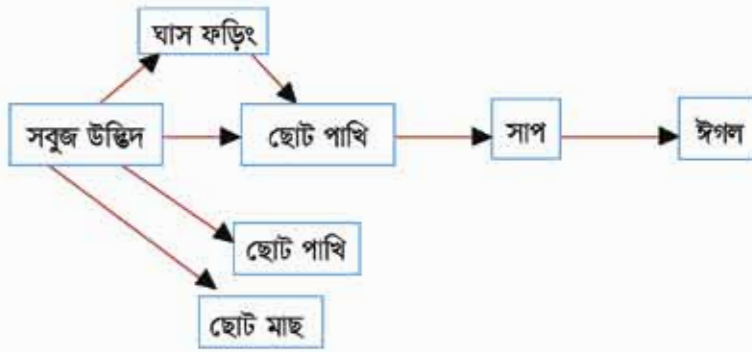 ঘাস ফড়িং
সবুজ উদ্ভিদ
ছোট পাখি
সাপ
ঈগল
ছোট পাখি
ছোট মাছ